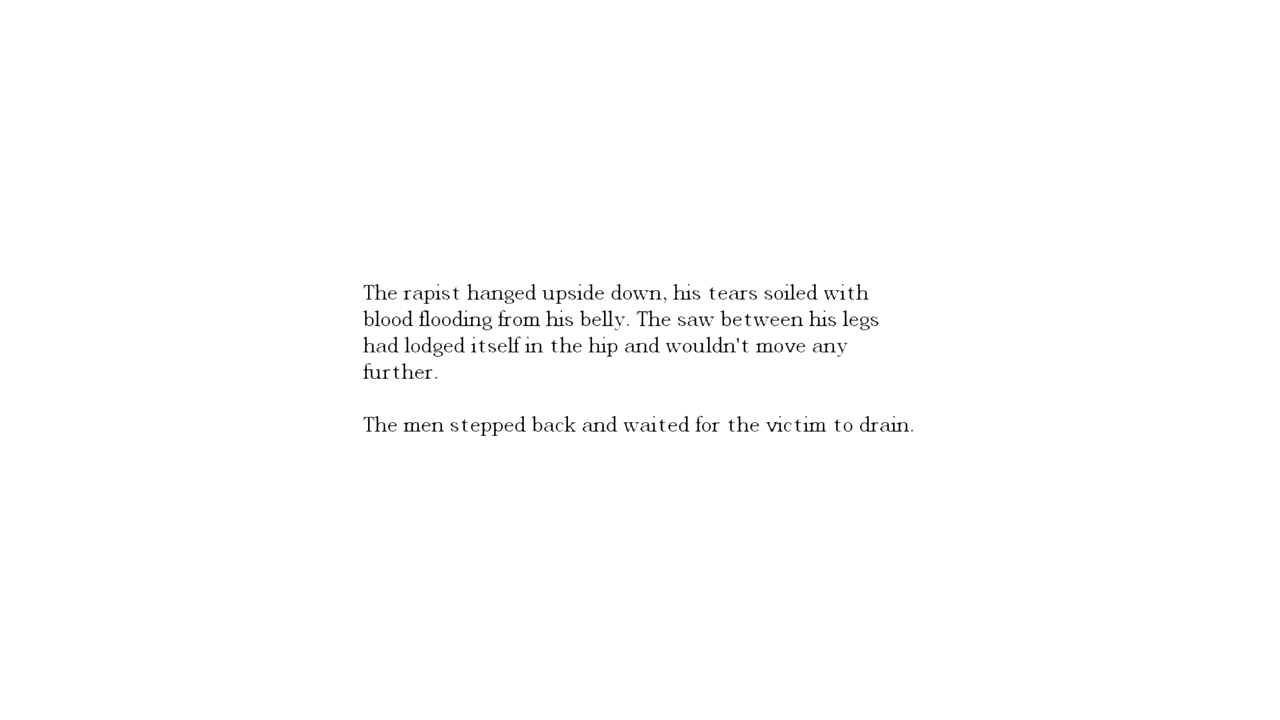 The rapist hanged upside down, his tears soiled with
blood flooding from his belly. The saw between his legs
had lodged itself in the hip and wouldn't move any
further.
The men stepped back and waited for the victim to drain.